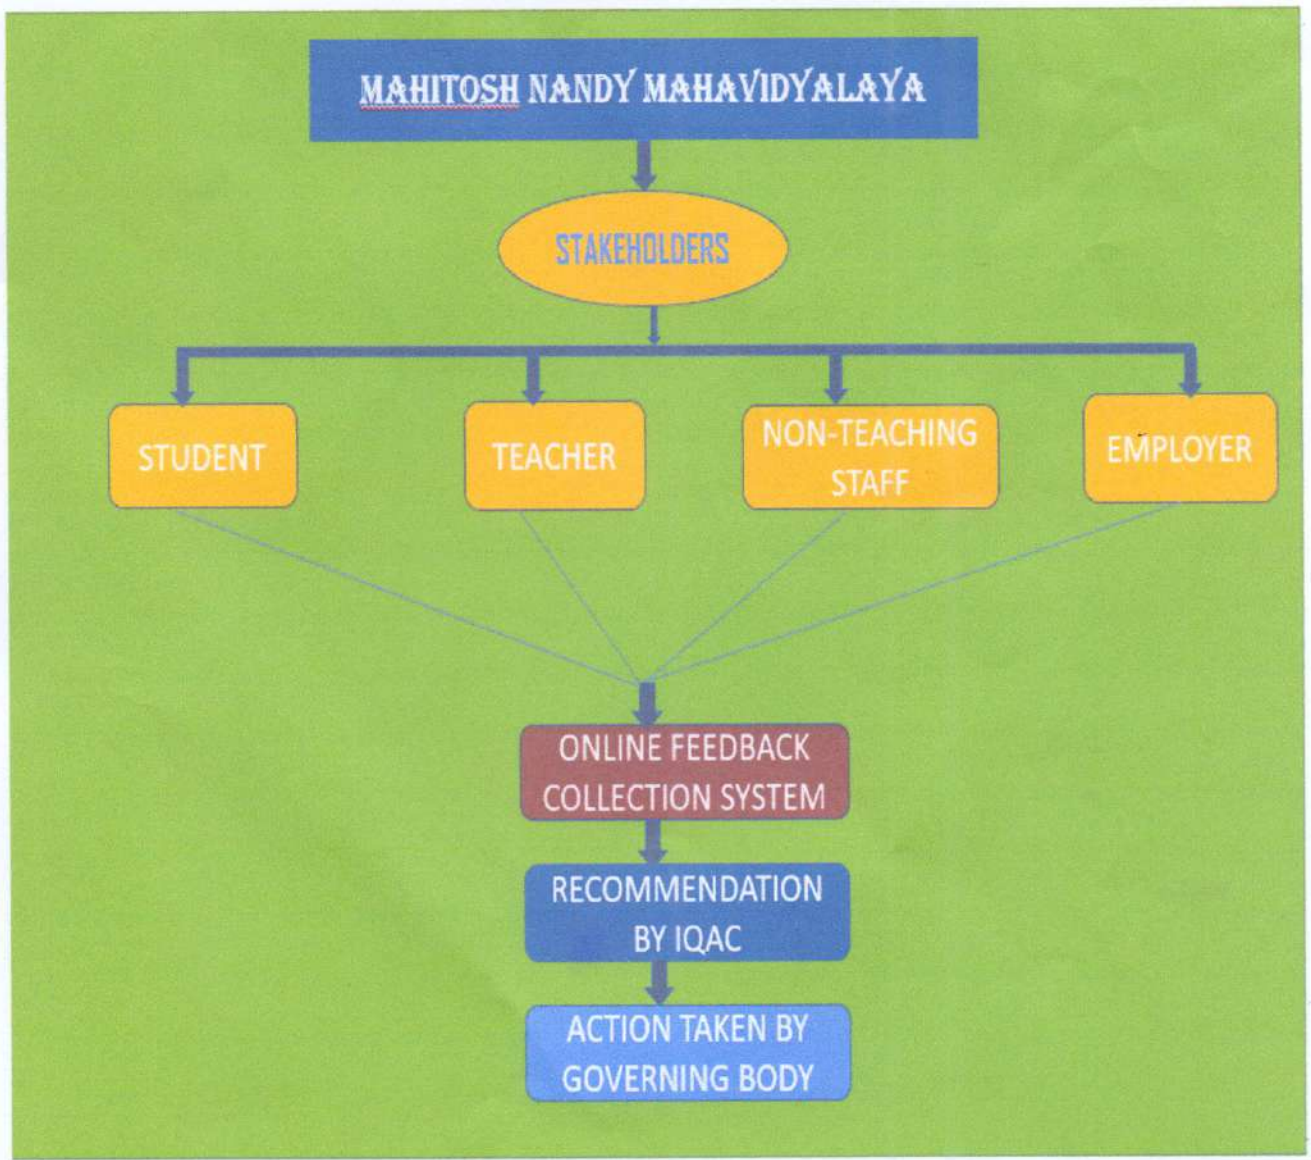 MAHITOSH NANDY MAHAVIDYALAYA
STAKEHOLDERS
STUDENT
TEACHER
NON-TEACHING
STAFF
EMPLOYER
ONLINE FEEDBACK
COLLECTION SYSTEM
RECOMMENDATION
BY IQAC
ACTION TAKEN BY
GOVERNING BODY